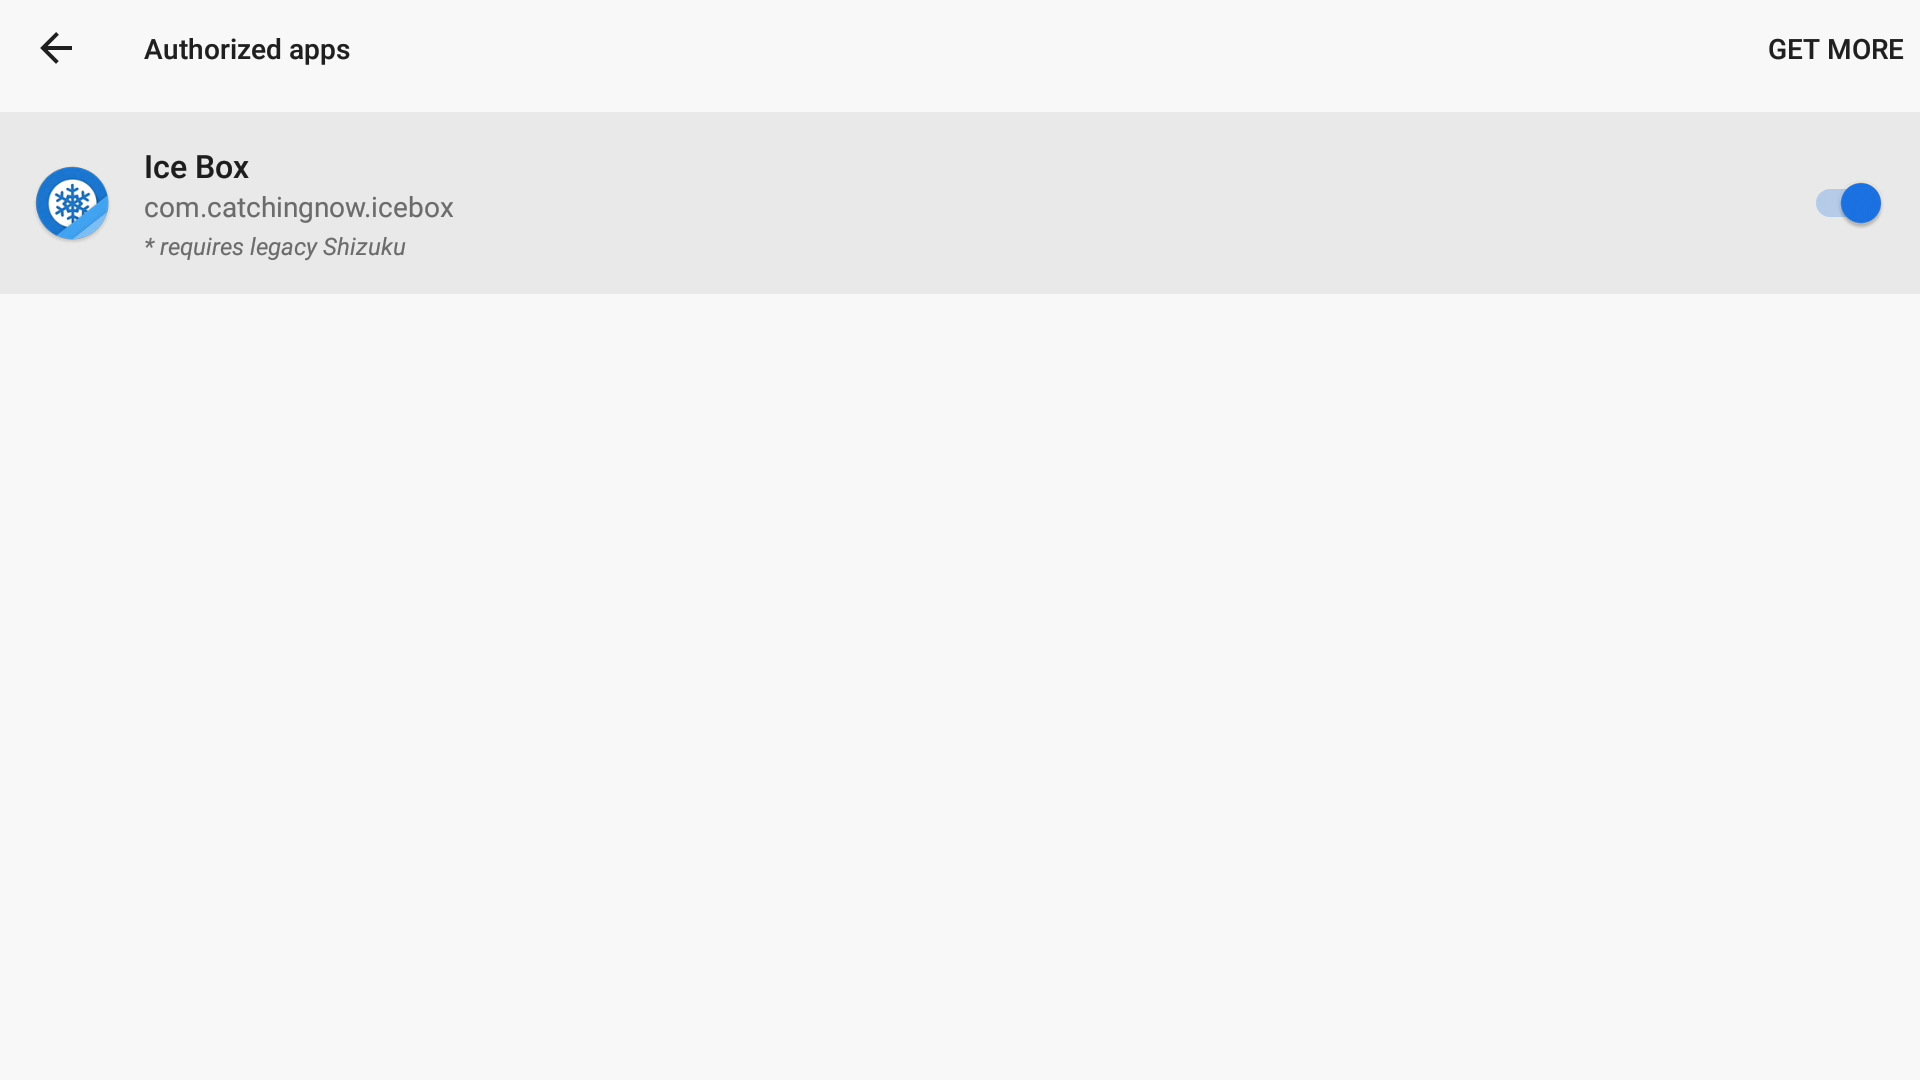 Authorized apps
GET MORE
Ice Box
com.catchingnow.icebox
* requires legacy Shizuku